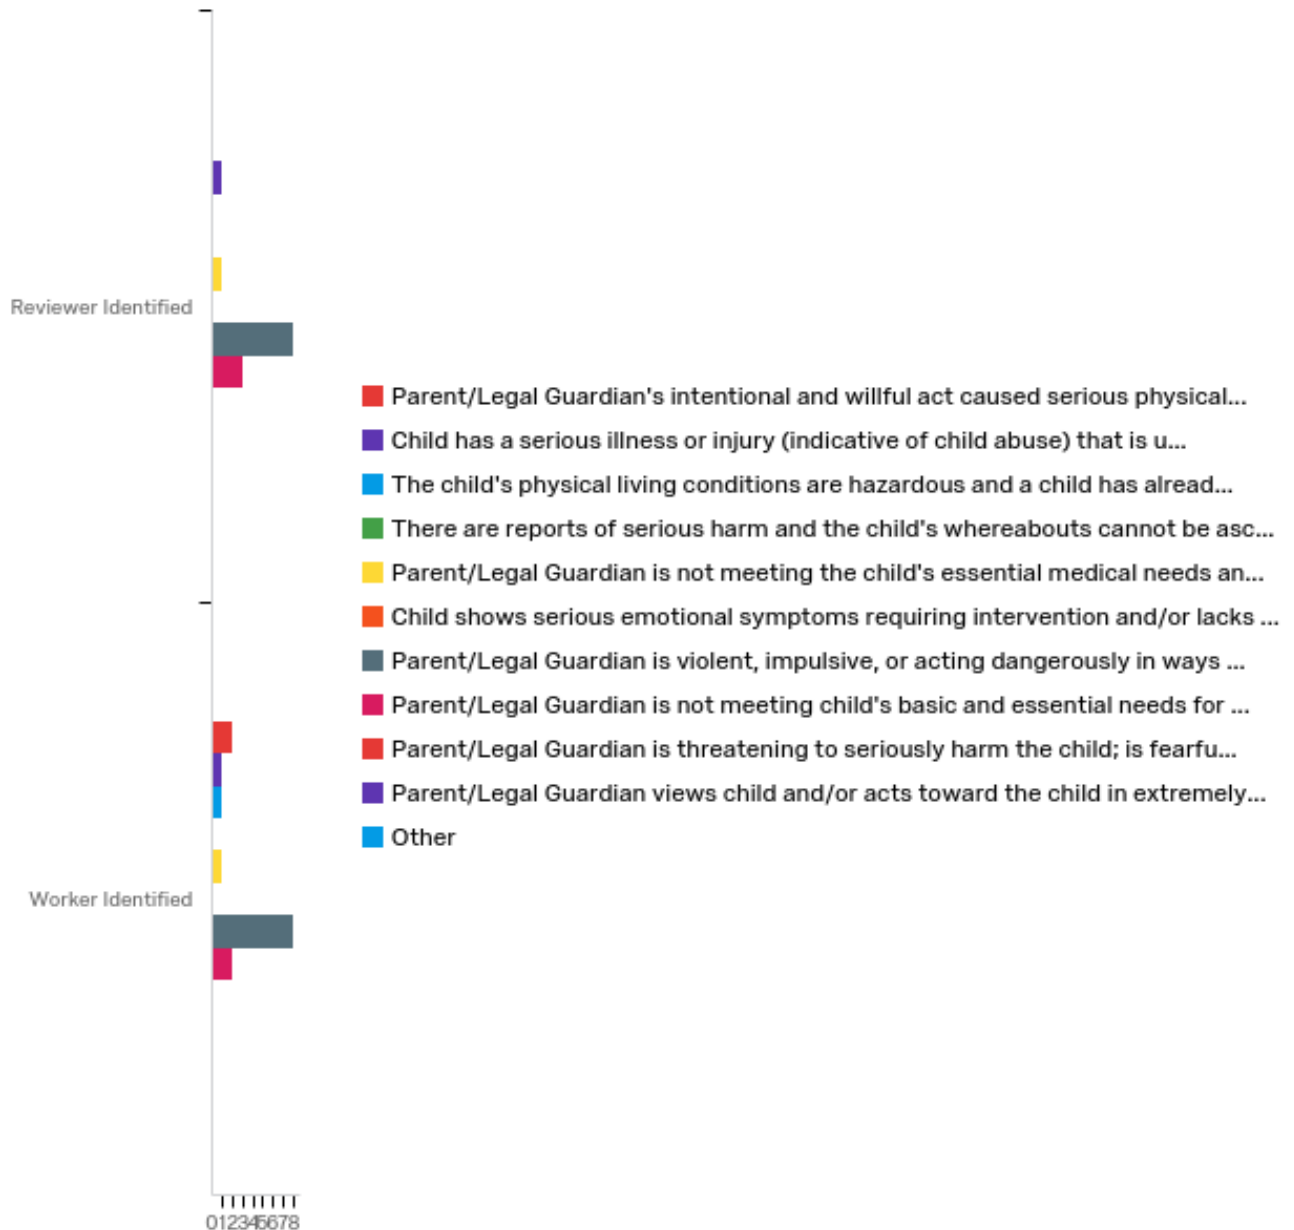 Reviewer Identified
Parent/Legal Guardian's intentional and willful act caused serious physical...
Child has a serious illness or injury (indicative of child abuse) that is u...
The child's physical living conditions are hazardous and a child has alread...
There are reports of serious harm and the child's whereabouts cannot be asc...
Parent/Legal Guardian is not meeting the child's essential medical needs an...
Child shows serious emotional symptoms requiring intervention and/or lacks ...
Parent/Legal Guardian is violent, impulsive, or acting dangerously in ways ...
Parent/Legal Guardian is not meeting child's basic and essential needs for ...
Parent/Legal Guardian is threatening to seriously harm the child; is fearfu...
Parent/Legal Guardian views child and/or acts toward the child in extremely...
Other
Worker Identified
012345678